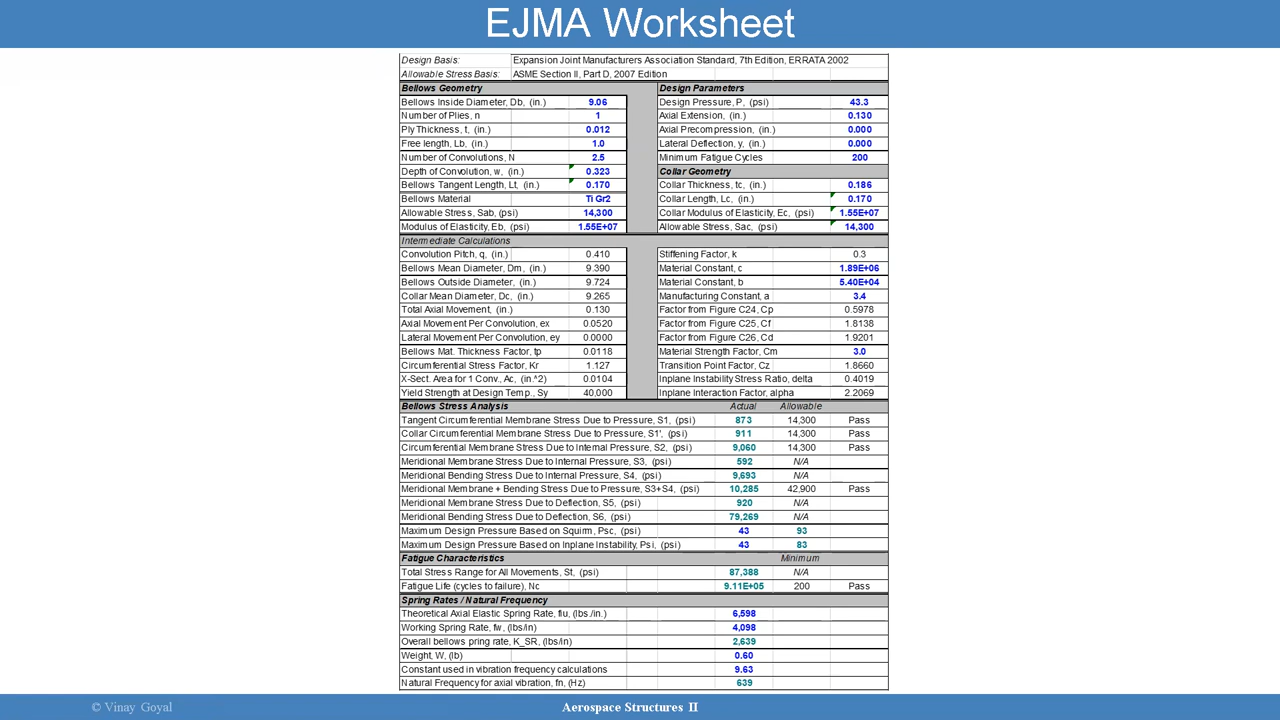 EJMA Worksheet
Design Basis: Expansion Joint Manufacturers Association Standard, 7th Edition, ERRATA 2002
Allowable Stress Basis: ASME Section II, Part D, 2007 Edition
Bellows Geometry Design Parameters
Bellows Inside Diameter, Db, (in.) 9.06 Design Pressure, P, (psi) 43.3
Number of Plies, n 1 Axial Extension, (in.) 0.130
Ply Thickness, t, (in.) 0.012 Axial Precompression, (in.) 0.000
Free length, Lb, (in.) 1.0 Lateral Deflection, y, (in.) 0.000
Number of Convolutions, N 2.5 Minimum Fatigue Cycles 200
Depth of Convolution, w, (in.) 0.323 Collar Geometry
Bellows Tangent Length, Lt, (in.) 0.170 Collar Thickness, tc, (in.) 0.186
Bellows Material Ti Gr2 Collar Length, Lc, (in.) 0.170
Allowable Stress, Sab, (psi) 14,300 Collar Modulus of Elasticity, Ec, (psi) 1.55E+07
Modulus of Elasticity, Eb, (psi) 1.55E+07 Allowable Stress, Sac, (psi) 14,300
Intermediate Calculations
Convolution Pitch, q, (in.) 0.410 Stiffening Factor, k 0.3
Bellows Mean Diameter, Dm, (in.) 9.390 Material Constant, c 1.89E+06
Bellows Outside Diameter, (in.) 9.724 Material Constant, b 5.40E+04
Collar Mean Diameter, Dc, (in.) 9.265 Manufacturing Constant, a 3.4
Total Axial Movement, (in.) 0.130 Factor from Figure C24, Cp 0.5978
Axial Movement Per Convolution, ex 0.0520 Factor from Figure C25, Cf 1.8138
Lateral Movement Per Convolution, ey 0.0000 Factor from Figure C26, Cd 1.9201
Bellows Mat. Thickness Factor, tp 0.0118 Material Strength Factor, Cm 3.0
Circumferential Stress Factor, Kr 1.127 Transition Point Factor, Cz 1.8660
X-Sect. Area for 1 Conv., Ac, (in.^2) 0.0104 Inplane Instability Stress Ratio, delta 0.4019
Yield Strength at Design Temp., Sy 40,000 Inplane Interaction Factor, alpha 2.2069
Bellows Stress Analysis Actual Allowable
Tangent Circumferential Membrane Stress Due to Pressure, S1, (psi) 873 14,300 Pass
Collar Circumferential Membrane Stress Due to Pressure, S1', (psi) 911 14,300 Pass
Circumferential Membrane Stress Due to Internal Pressure, S2, (psi) 9,060 14,300 Pass
Meridional Membrane Stress Due to Internal Pressure, S3, (psi) 592 N/A
Meridional Bending Stress Due to Internal Pressure, S4, (psi) 9,693 N/A
Meridional Membrane + Bending Stress Due to Pressure, S3+S4, (psi) 10,285 42,900 Pass
Meridional Membrane Stress Due to Deflection, S5, (psi) 920 N/A
Meridional Bending Stress Due to Deflection, S6, (psi) 79,269 N/A
Maximum Design Pressure Based on Squirm, Psc, (psi) 43 93
Maximum Design Pressure Based on Inplane Instability, Psi, (psi) 43 83
Fatigue Characteristics Minimum
Total Stress Range for All Movements, St, (psi) 87,388 N/A
Fatigue Life (cycles to failure), Nc 9.11E+05 200 Pass
Spring Rates / Natural Frequency
Theoretical Axial Elastic Spring Rate, fiu, (lbs./in.) 6,598
Working Spring Rate, fw, (lbs/in) 4,098
Overall bellows pring rate, K_SR, (lbs/in) 2,639
Weight, W, (lb) 0.60
Constant used in vibration frequency calculations 9.63
Natural Frequency for axial vibration, fn, (Hz) 639
© Vinay Goyal Aerospace Structures II